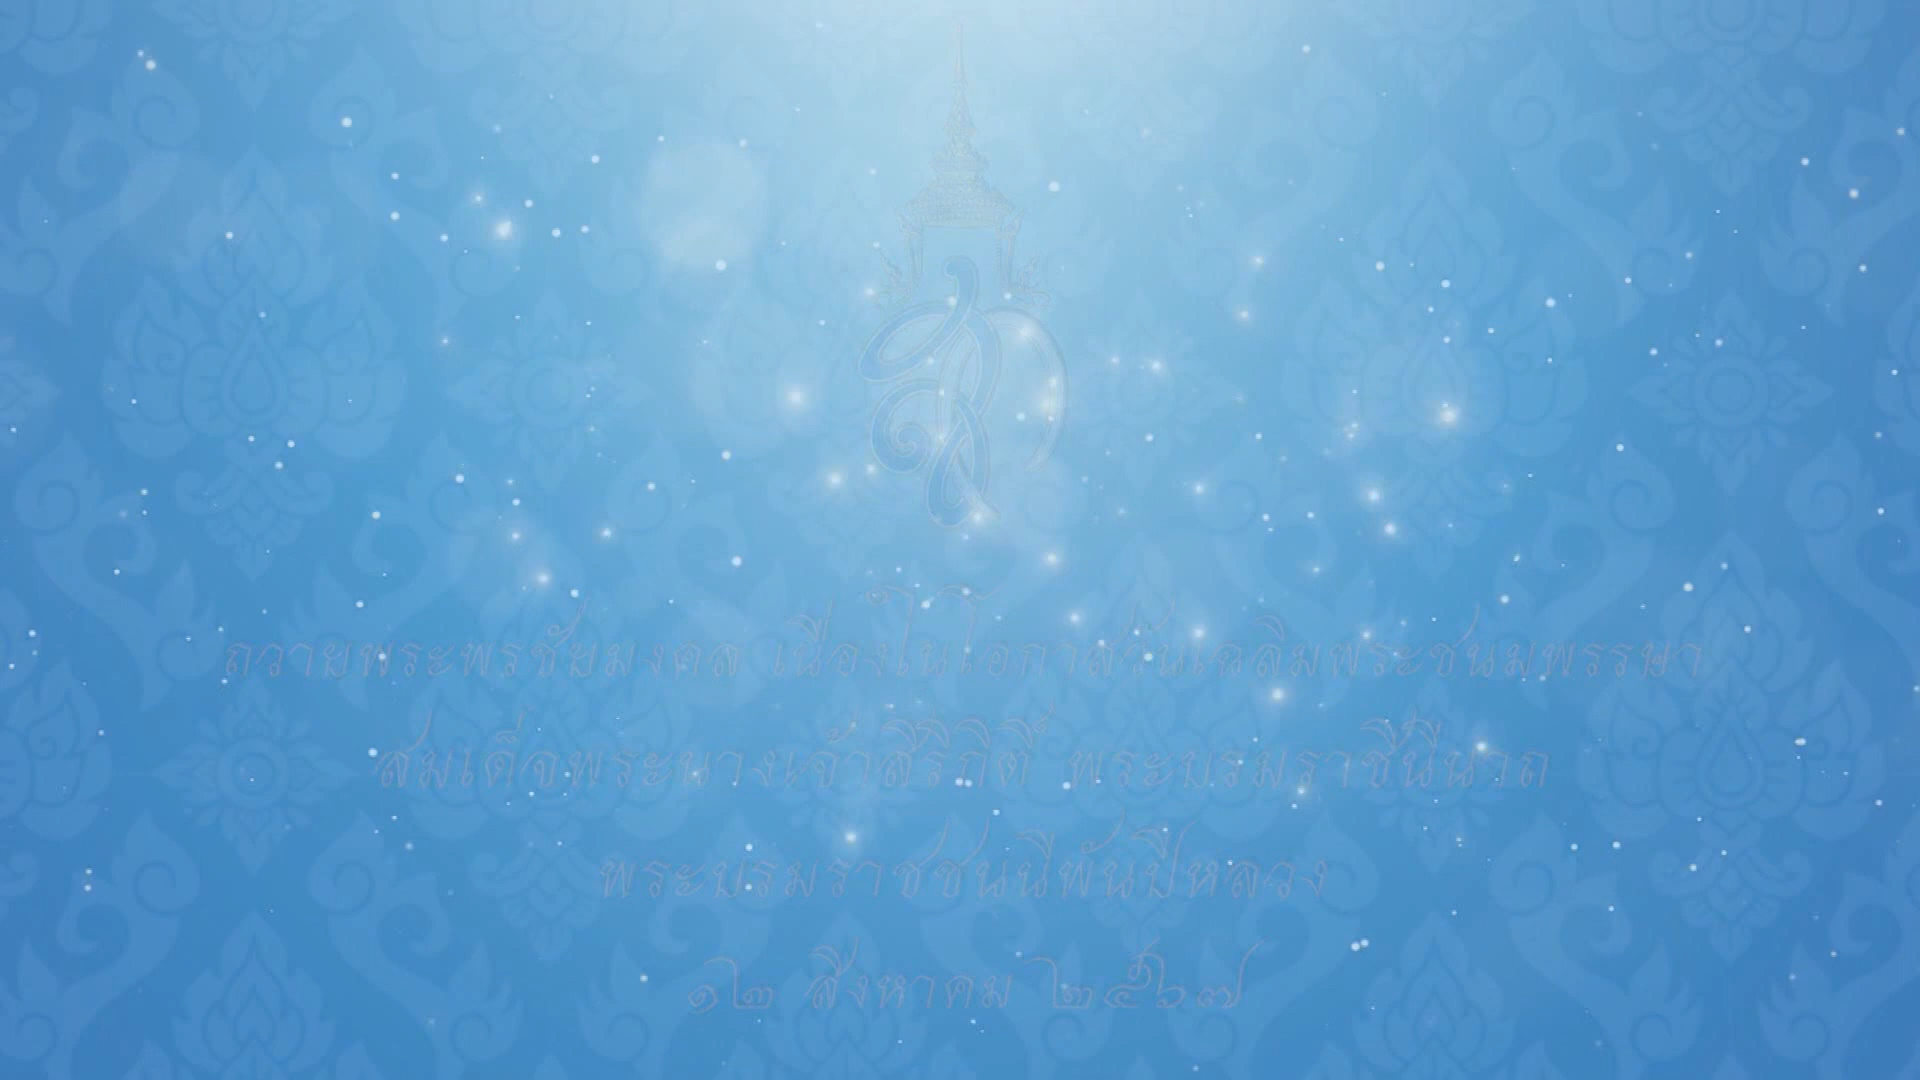 ส
ถวายพระพรชัยมงคล เนื่องในโอกาสวันเฉลิมพระชนมพรรษา
สมเด็จพระนางเจ้าสิริกิติ์ พระบรมราชินีนาถ
พระบรมราชชนนีพันปีหลวง
๑๒ สิงหาคม ๒๕๖๗